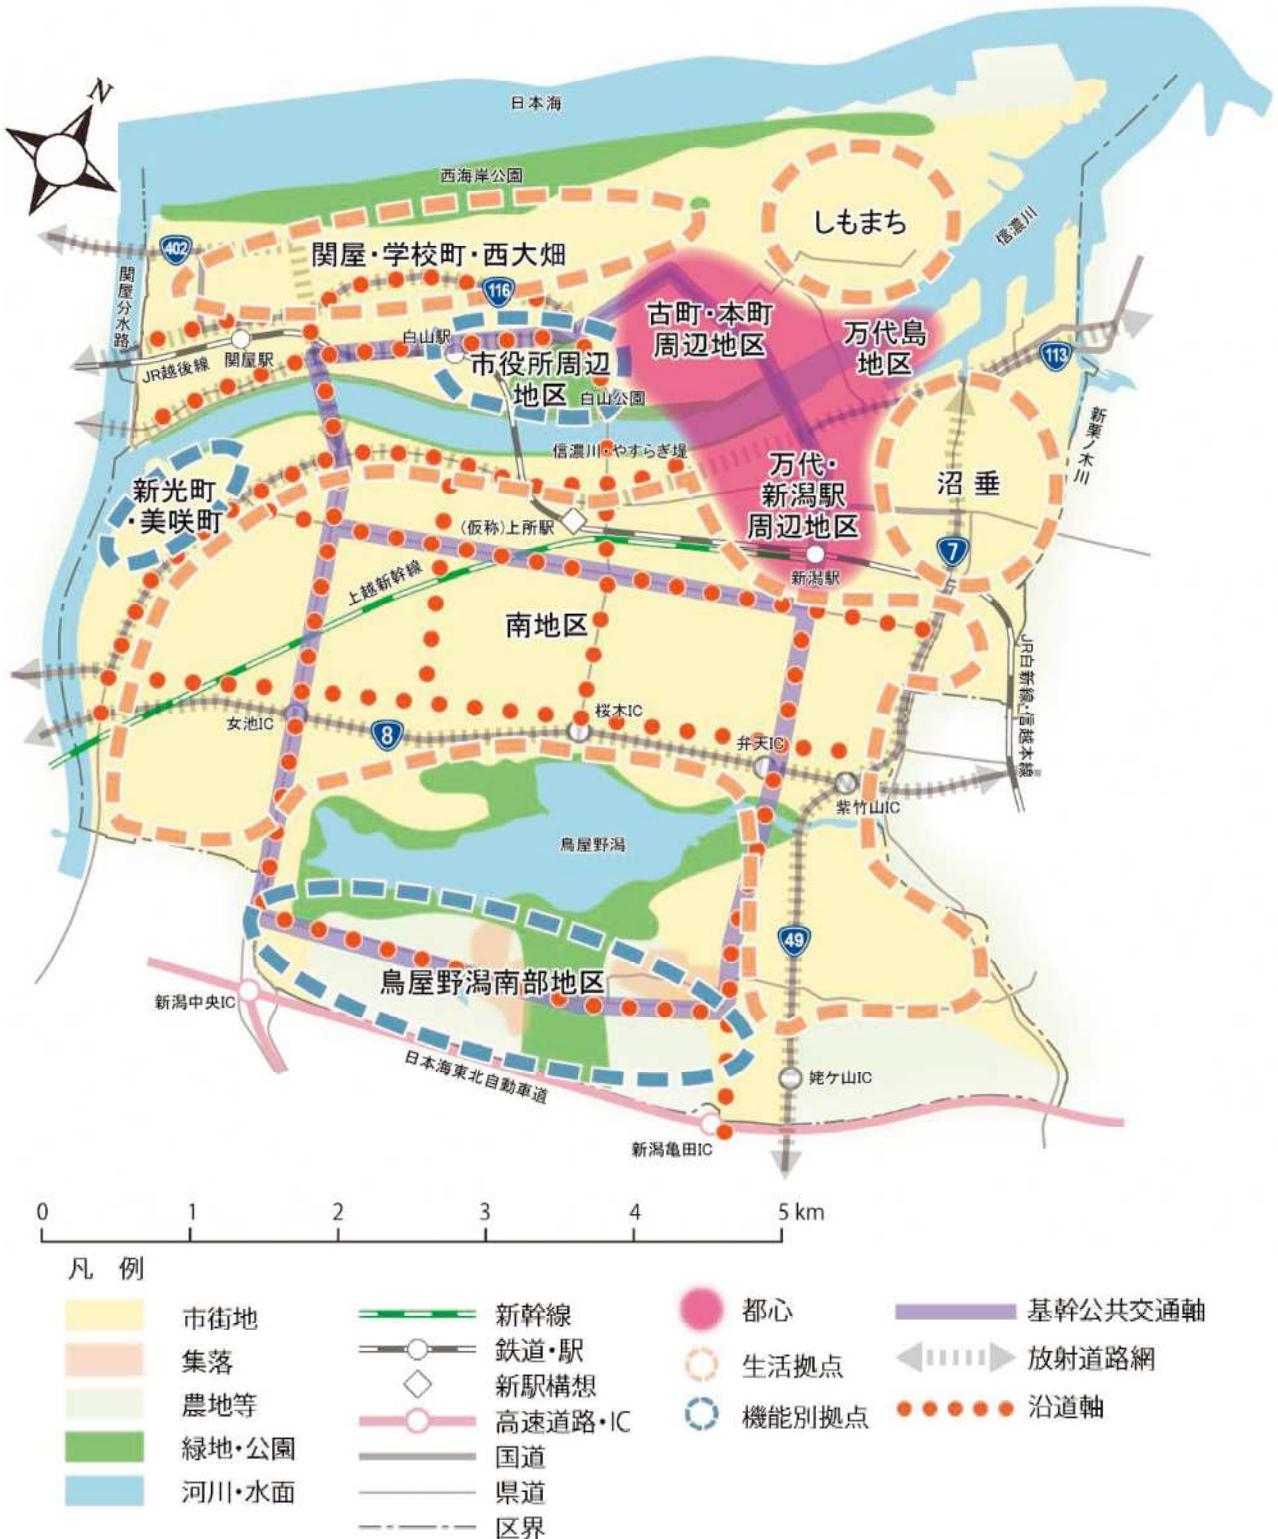 N
日本海
西海岸公園
しもまち
信濃川
402
関屋・学校町・西大畑
関屋分水路
116
古町・本町
周辺地区
万代島
地区
113
白山駅
関屋駅
JR越後線
市役所周辺
地区
白山公園
新栗ノ木川
信濃川・やすらぎ堤
新光町
・美咲町
万代・
新潟駅
周辺地区
沼垂
(仮称)上所駅
7
新潟駅
上越新幹線
南地区
JR白新線・信越本線
女池IC
8
桜木IC
弁天IC
紫竹山IC
鳥屋野潟
49
鳥屋野潟南部地区
新潟中央IC
日本海東北自動車道
姥ケ山IC
新潟亀田IC
0 1 2 3 4 5 km
凡 例
市街地
集落
農地等
緑地・公園
河川・水面
新幹線
鉄道・駅
新駅構想
高速道路・IC
国道
県道
区界
都心
生活拠点
機能別拠点
基幹公共交通軸
放射道路網
沿道軸